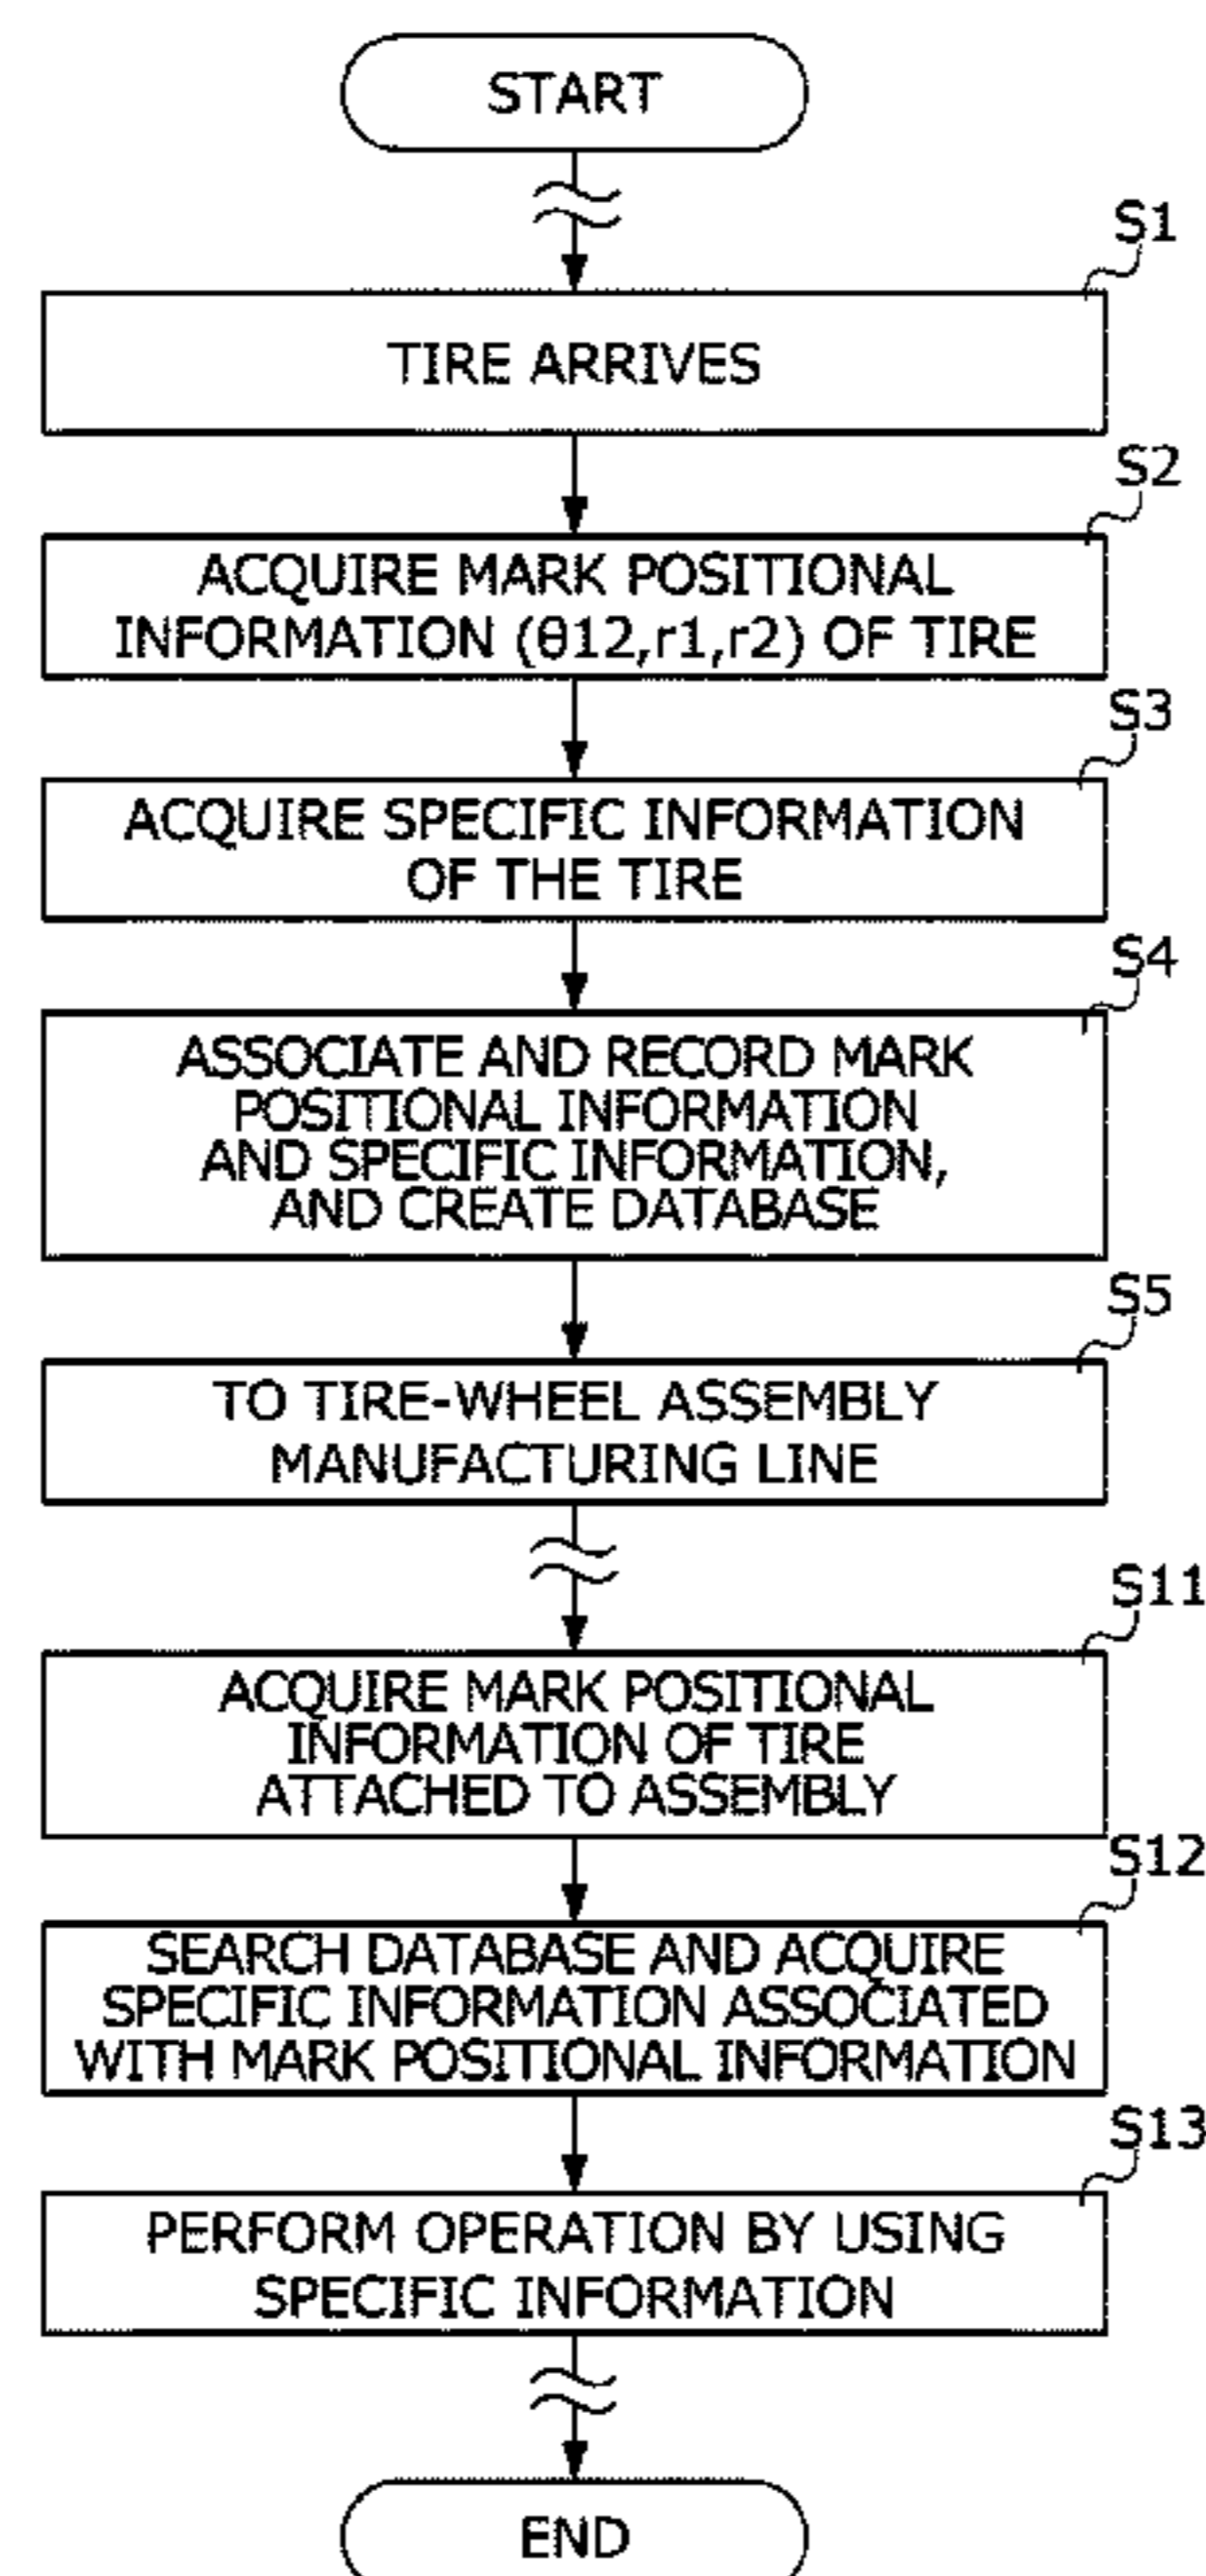 START
S1
TIRE ARRIVES
S2
ACQUIRE MARK POSITIONAL
INFORMATION (θ12,r1,r2) OF TIRE
S3
ACQUIRE SPECIFIC INFORMATION
OF THE TIRE
S4
ASSOCIATE AND RECORD MARK
POSITIONAL INFORMATION
AND SPECIFIC INFORMATION,
AND CREATE DATABASE
S5
TO TIRE-WHEEL ASSEMBLY
MANUFACTURING LINE
S11
ACQUIRE MARK POSITIONAL
INFORMATION OF TIRE
ATTACHED TO ASSEMBLY
S12
SEARCH DATABASE AND ACQUIRE
SPECIFIC INFORMATION ASSOCIATED
WITH MARK POSITIONAL INFORMATION
S13
PERFORM OPERATION BY USING
SPECIFIC INFORMATION
END